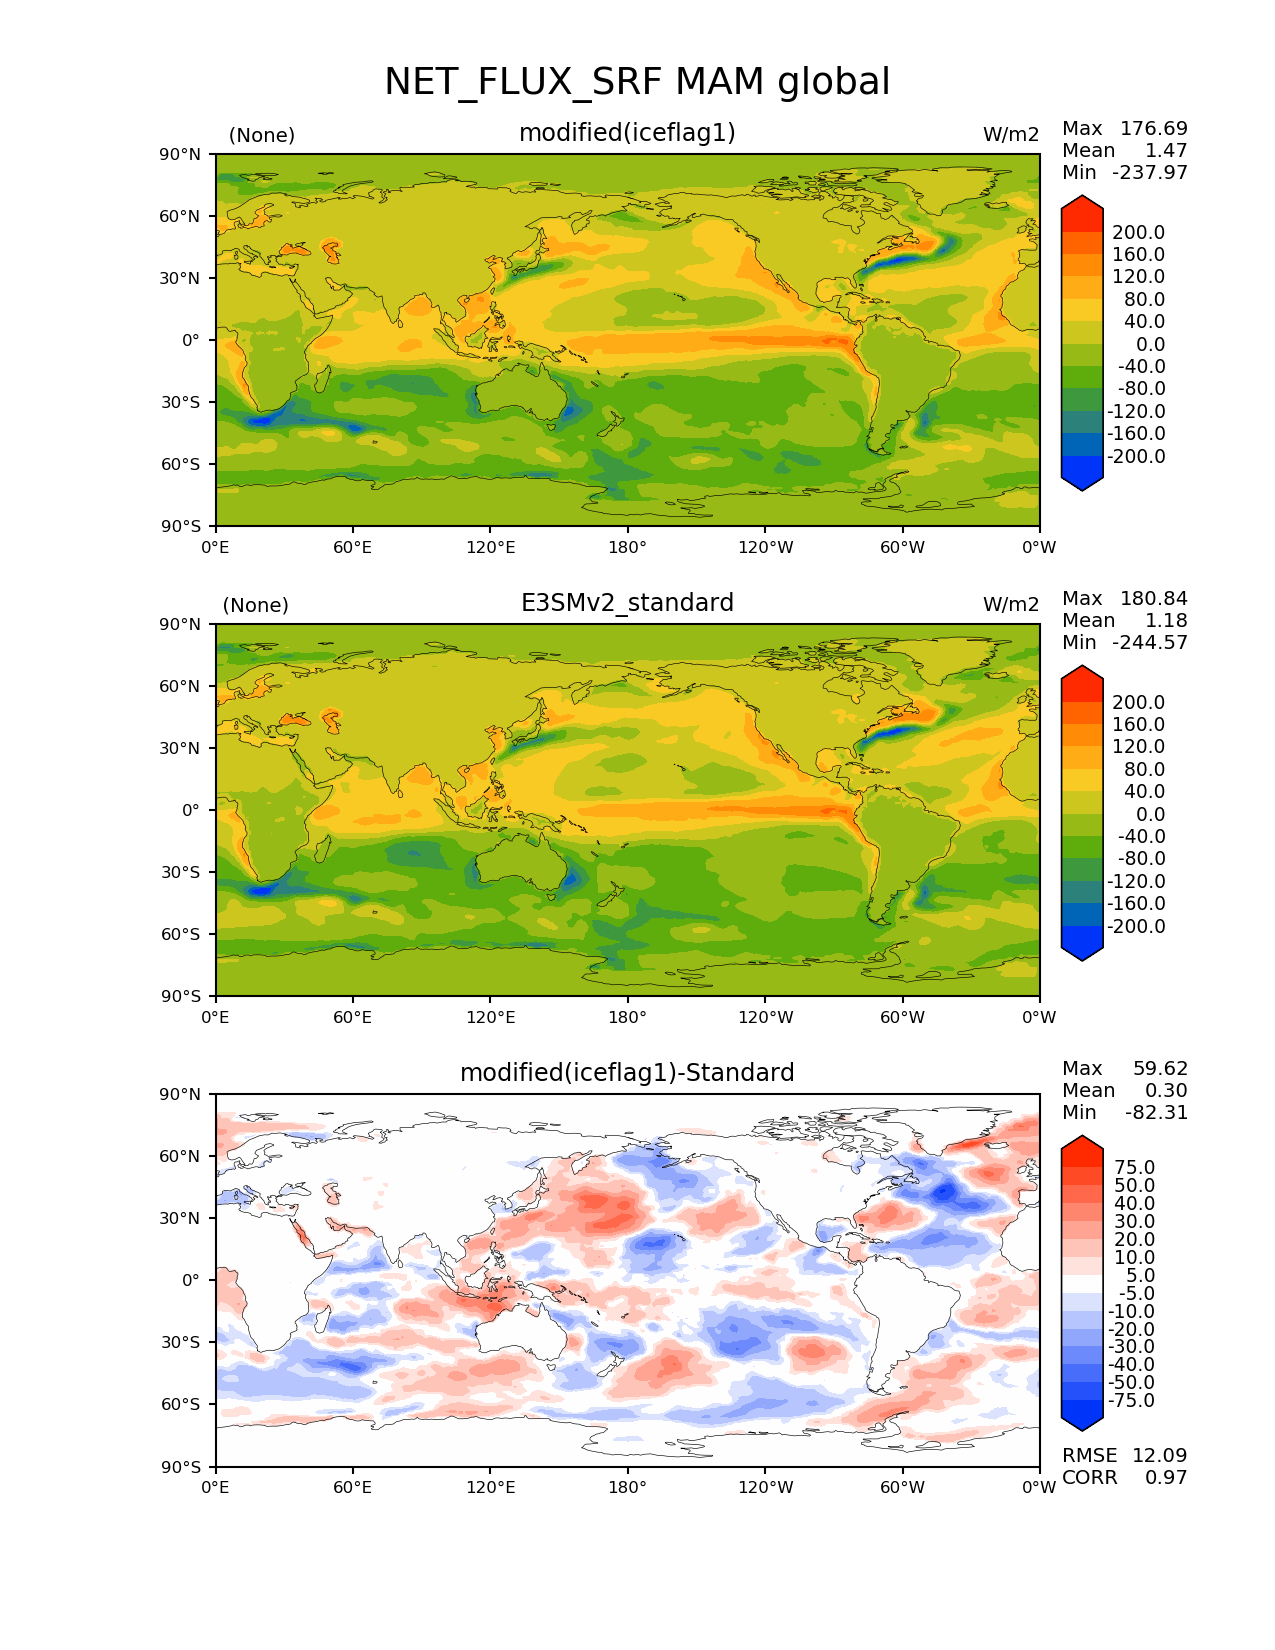 NET_FLUX_SRF MAM global
(None) modified(iceflag1) W/m2
Max 176.69
Mean 1.47
Min -237.97
90°N
60°N
30°N
0°
30°S
60°S
90°S
0°E 60°E 120°E 180° 120°W 60°W 0°W
200.0
160.0
120.0
80.0
40.0
0.0
-40.0
-80.0
-120.0
-160.0
-200.0
(None) E3SMv2_standard W/m2
Max 180.84
Mean 1.18
Min -244.57
90°N
60°N
30°N
0°
30°S
60°S
90°S
0°E 60°E 120°E 180° 120°W 60°W 0°W
200.0
160.0
120.0
80.0
40.0
0.0
-40.0
-80.0
-120.0
-160.0
-200.0
modified(iceflag1)-Standard
Max 59.62
Mean 0.30
Min -82.31
90°N
60°N
30°N
0°
30°S
60°S
90°S
0°E 60°E 120°E 180° 120°W 60°W 0°W
75.0
50.0
40.0
30.0
20.0
10.0
5.0
-5.0
-10.0
-20.0
-30.0
-40.0
-50.0
-75.0
RMSE 12.09
CORR 0.97